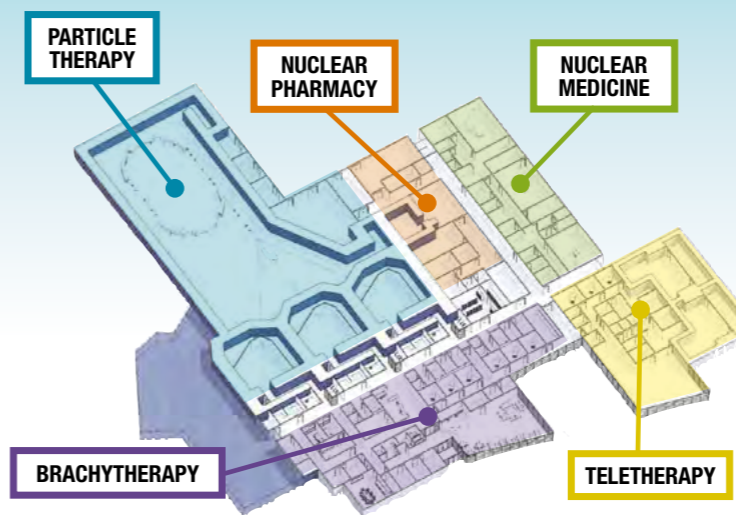 PARTICLE
THERAPY
NUCLEAR
PHARMACY
NUCLEAR
MEDICINE
BRACHYTHERAPY
TELETHERAPY